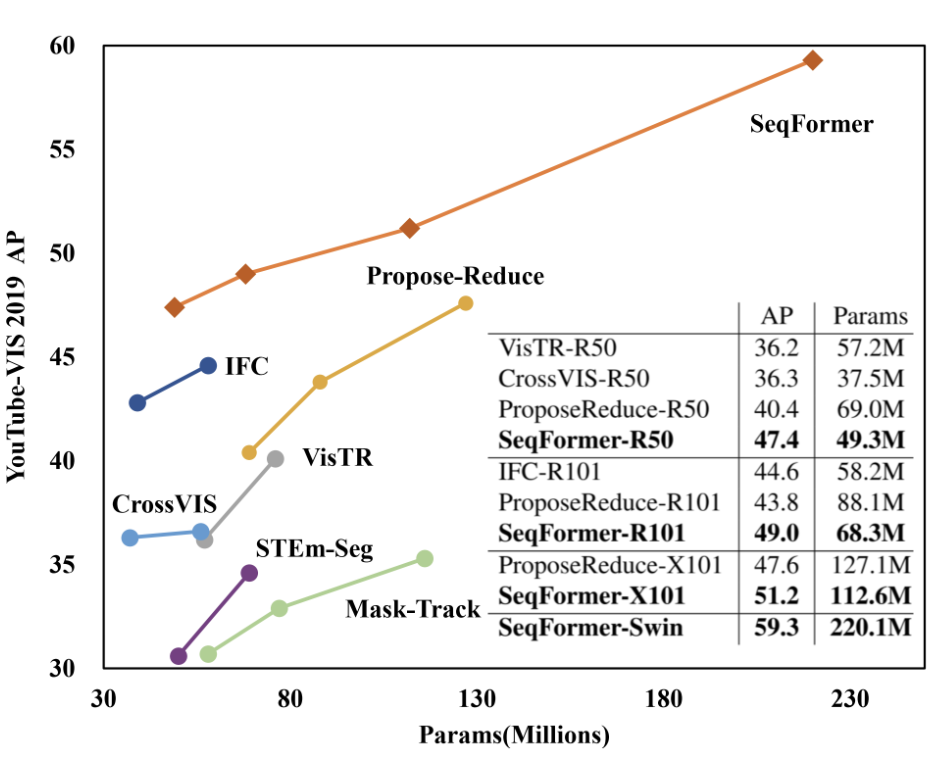 60
55
50
45
40
35
30
YouTube-VIS 2019 AP
SeqFormer
Propose-Reduce
IFC
VisTR
CrossVIS
STEm-Seg
Mask-Track
AP Params
VisTR-R50 36.2 57.2M
CrossVIS-R50 36.3 37.5M
ProposeReduce-R50 40.4 69.0M
SeqFormer-R50 47.4 49.3M
IFC-R101 44.6 58.2M
ProposeReduce-R101 43.8 88.1M
SeqFormer-R101 49.0 68.3M
ProposeReduce-X101 47.6 127.1M
SeqFormer-X101 51.2 112.6M
SeqFormer-Swin 59.3 220.1M
30 80 130 180 230
Params(Millions)